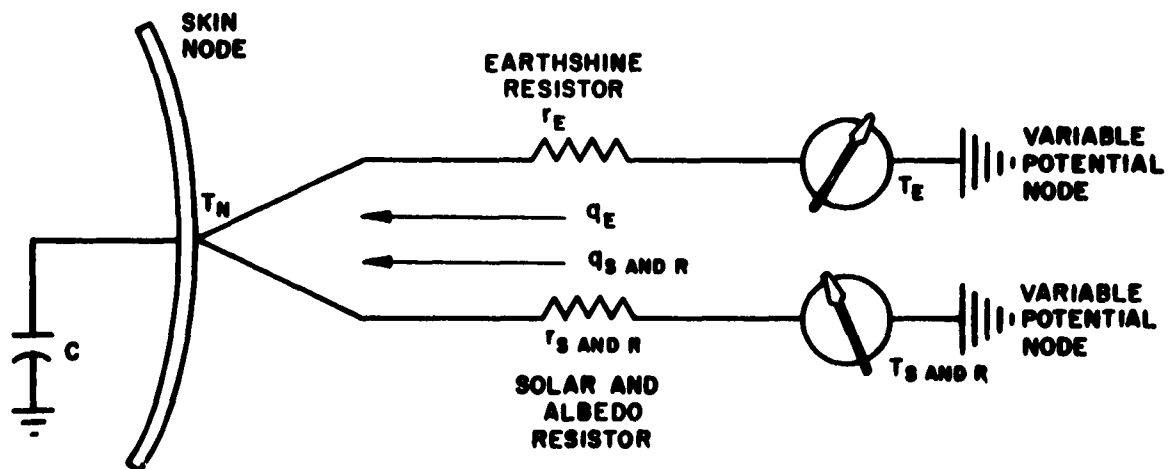 SKIN
NODE
EARTHSHINE
RESISTOR
r_E
VARIABLE
POTENTIAL
NODE
T_E
T_N
q_E
q_S AND R
C
r_S AND R
SOLAR AND
ALBEDO
RESISTOR
T_S AND R
VARIABLE
POTENTIAL
NODE